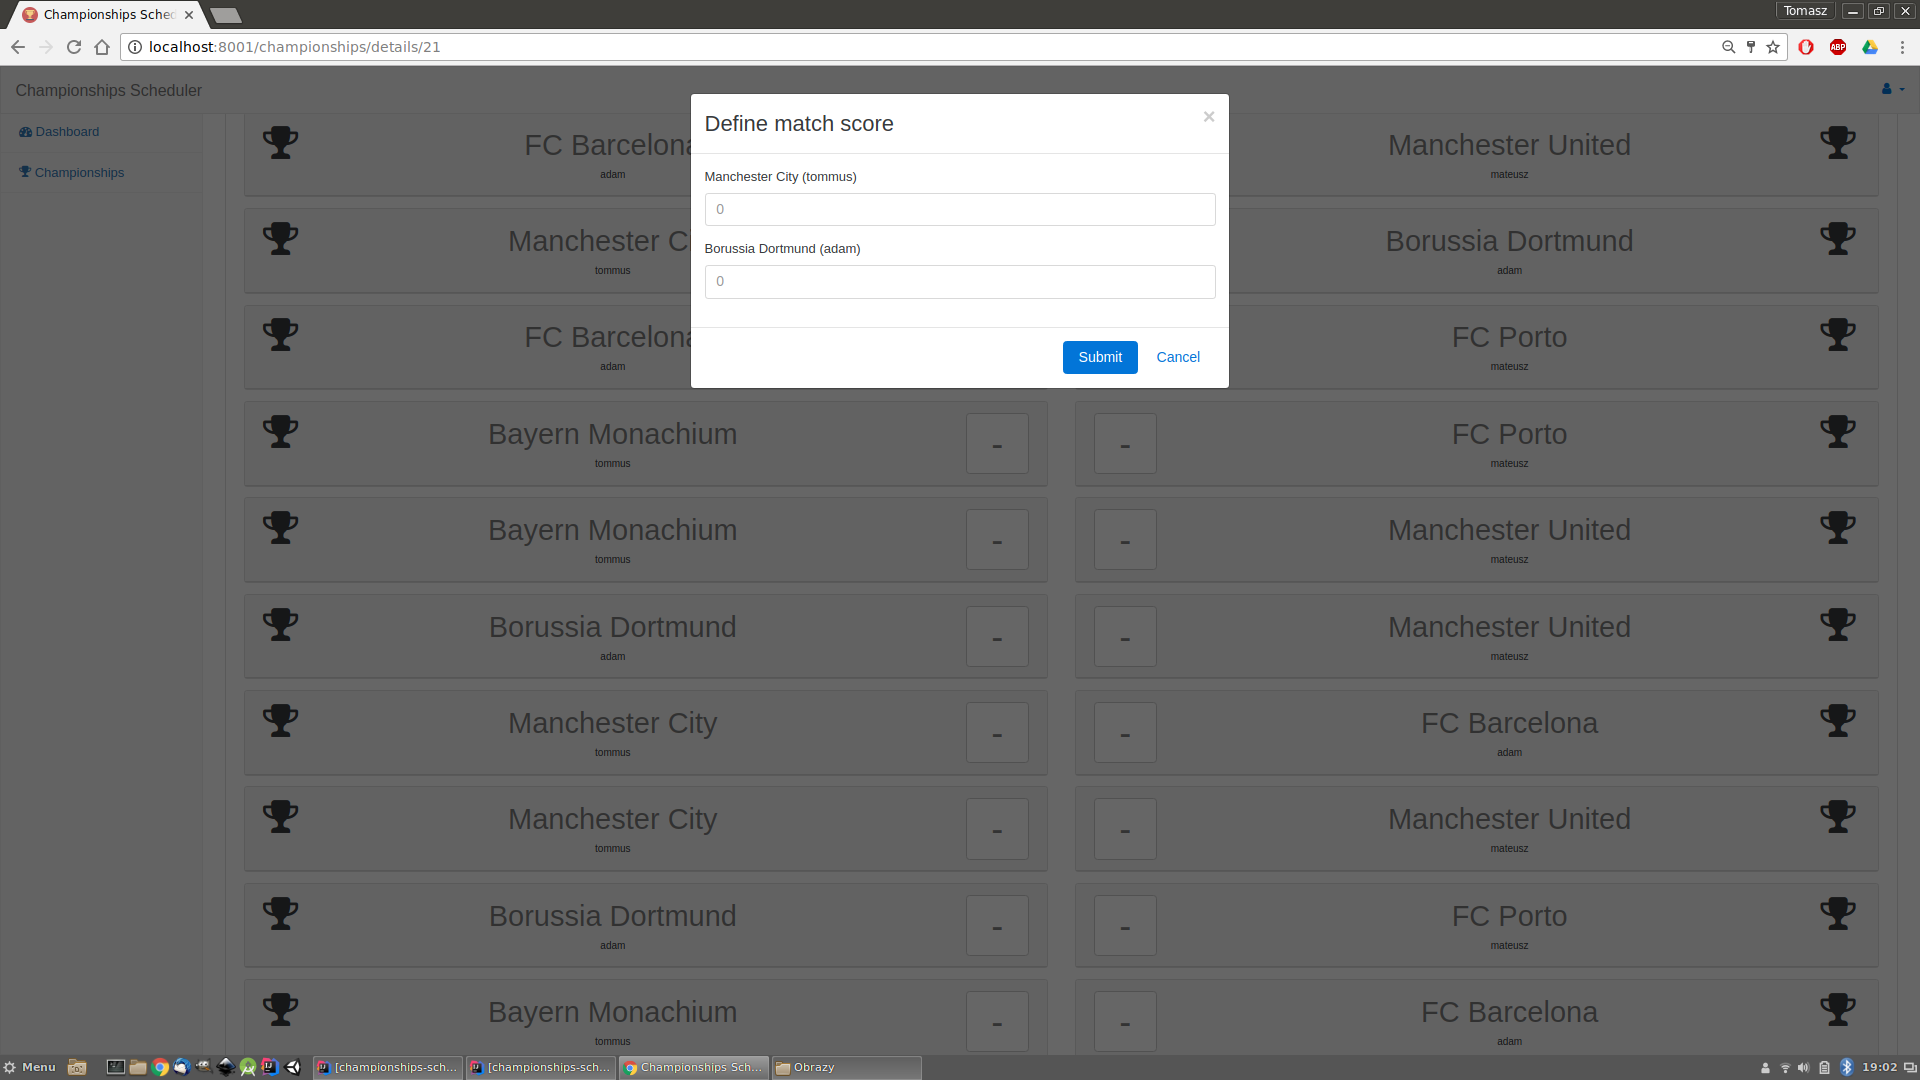 Championships Sched
Tomasz
localhost:8001/championships/details/21
ABP
Championships Scheduler
Dashboard
Championships
Define match score
×
Manchester City (tommus)
0
Borussia Dortmund (adam)
0
Submit
Cancel
FC Barcelona
adam
Manchester United
mateusz
Manchester C
tommus
Borussia Dortmund
adam
FC Barcelona
adam
FC Porto
mateusz
Bayern Monachium
tommus
-
-
FC Porto
mateusz
Bayern Monachium
tommus
-
-
Manchester United
mateusz
Borussia Dortmund
adam
-
-
Manchester United
mateusz
Manchester City
tommus
-
-
FC Barcelona
adam
Manchester City
tommus
-
-
Manchester United
mateusz
Borussia Dortmund
adam
-
-
FC Porto
mateusz
Bayern Monachium
tommus
-
-
FC Barcelona
adam
Menu
[championships-sch...
[championships-sch...
Championships Sch...
Obrazy
19:02